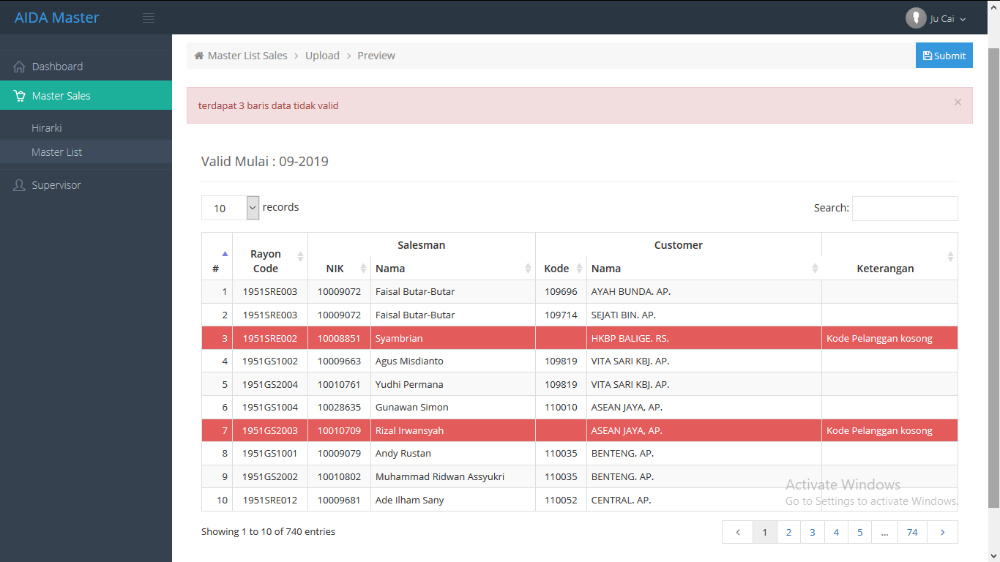 AIDA Master
Ju Cai
Dashboard
Master Sales
Hirarki
Master List
Supervisor
Master List Sales > Upload > Preview
Submit
terdapat 3 baris data tidak valid ×
Valid Mulai : 09-2019
10 records
Search:
Salesman Customer
# Rayon Code NIK Nama Kode Nama Keterangan
1 1951SRE003 10009072 Faisal Butar-Butar 109696 AYAH BUNDA. AP.
2 1951SRE003 10009072 Faisal Butar-Butar 109714 SEJATI BIN. AP.
3 1951SRE002 10008851 Syambrian HKBP BALIGE. RS. Kode Pelanggan kosong
4 1951GS1002 10009663 Agus Misdianto 109819 VITA SARI KBJ. AP.
5 1951GS2004 10010761 Yudhi Permana 109819 VITA SARI KBJ. AP.
6 1951GS1004 10028635 Gunawan Simon 110010 ASEAN JAYA, AP.
7 1951GS2003 10010709 Rizal Irwansyah ASEAN JAYA, AP. Kode Pelanggan kosong
8 1951GS1001 10009079 Andy Rustan 110035 BENTENG. AP.
9 1951GS2002 10010802 Muhammad Ridwan Assyukri 110035 BENTENG. AP.
10 1951SRE012 10009681 Ade Ilham Sany 110052 CENTRAL. AP.
Activate Windows
Go to Settings to activate Windows.
Showing 1 to 10 of 740 entries
< 1 2 3 4 5 ... 74 >